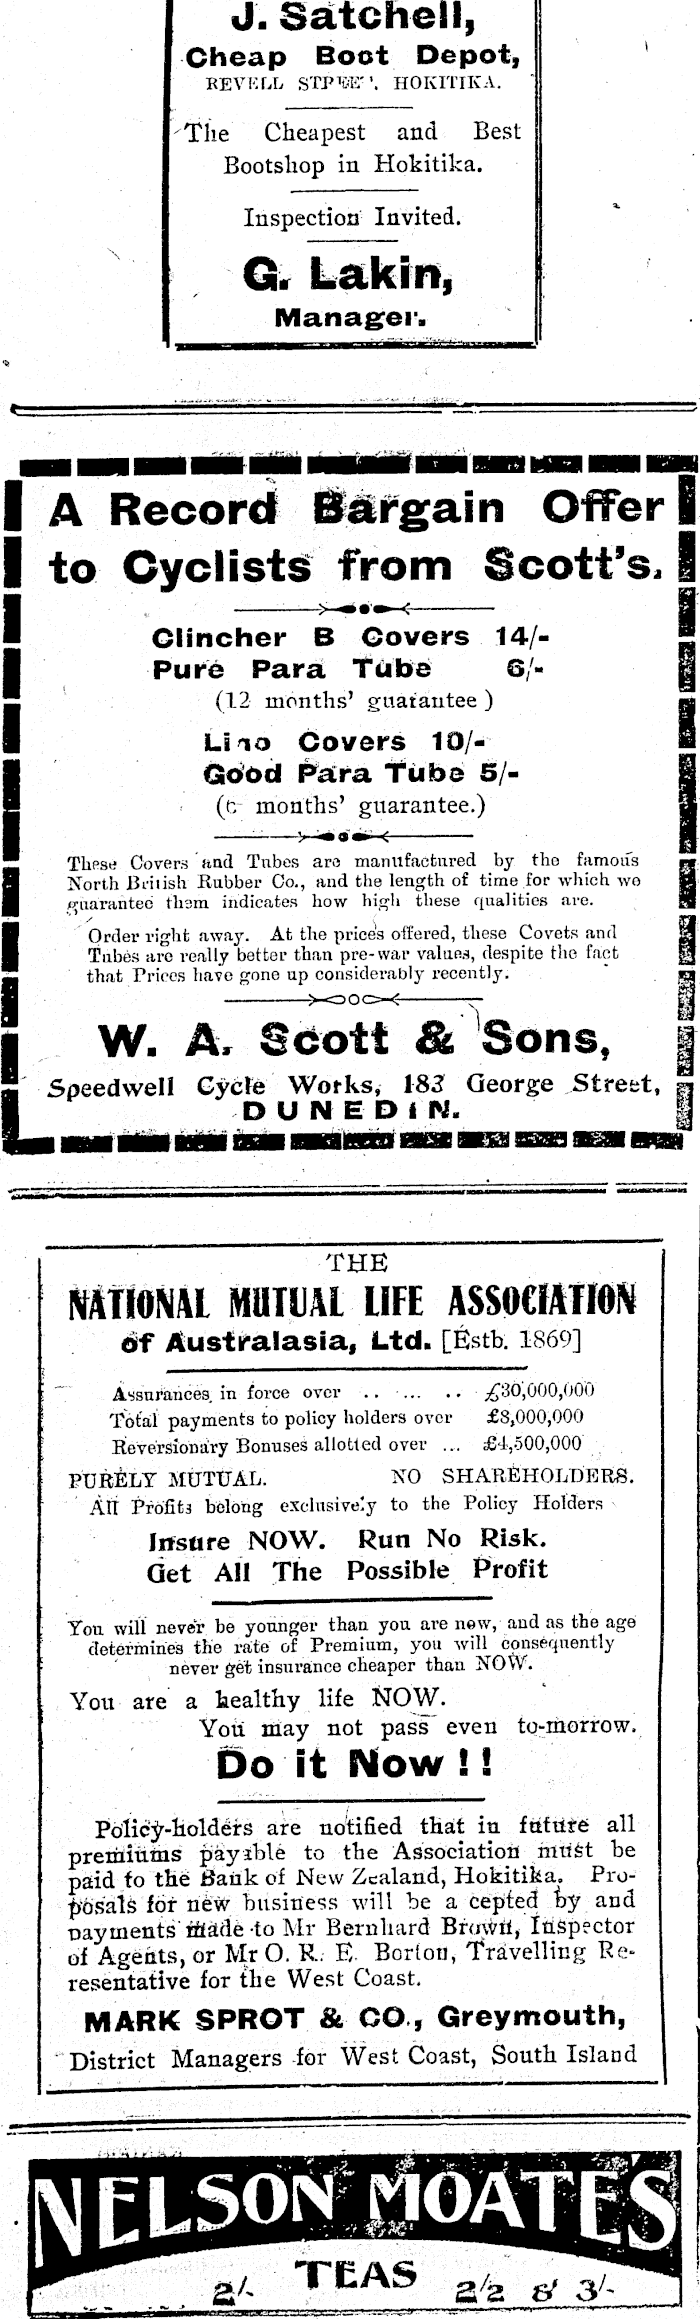 J. Satchell,
Cheap Boot Depot,
REVELL STREET, HOKITIKA.
The Cheapest and Best
Bootshop in Hokitika.
Inspection Invited.
G. Lakin,
Manager.
A Record Bargain Offer
to Cyclists from Scott's.
Clincher B Covers 14/-
Pure Para Tube 6/-
(12 months' guarantee )
Lino Covers 10/-
Good Para Tube 5/-
(6 months' guarantee.)
These Covers and Tubes are manufactured by the famous
North British Rubber Co., and the length of time for which we
guarantee them indicates how high these qualities are.
Order right away. At the prices offered, these Covets and
Tubes are really better than pre-war values, despite the fact
that Prices have gone up considerably recently.
W. A. Scott & Sons,
Speedwell Cycle Works, 183 George Street,
DUNEDIN.
THE
NATIONAL MUTUAL LIFE ASSOCIATION
of Australasia, Ltd. [Estb. 1869]
Assurances in force over .. ... .. £30,000,000
Total payments to policy holders over £8,000,000
Reversionary Bonuses allotted over ... £4,500,000
PURELY MUTUAL. NO SHAREHOLDERS.
All Profits belong exclusively to the Policy Holders
Insure NOW. Run No Risk.
Get All The Possible Profit
You will never be younger than you are now, and as the age
determines the rate of Premium, you will consequently
never get insurance cheaper than NOW.
You are a healthy life NOW.
You may not pass even to-morrow.
Do it Now !!
Policy-holders are notified that in future all
premiums payable to the Association must be
paid to the Bank of New Zealand, Hokitika. Pro-
posals for new business will be a cepted by and
payments made to Mr Bernhard Brown, Inspector
of Agents, or Mr O. R. E. Borton, Travelling Re-
resentative for the West Coast.
MARK SPROT & CO., Greymouth,
District Managers for West Coast, South Island
NELSON MOATE'S
TEAS
2/- 2/2 & 3/-